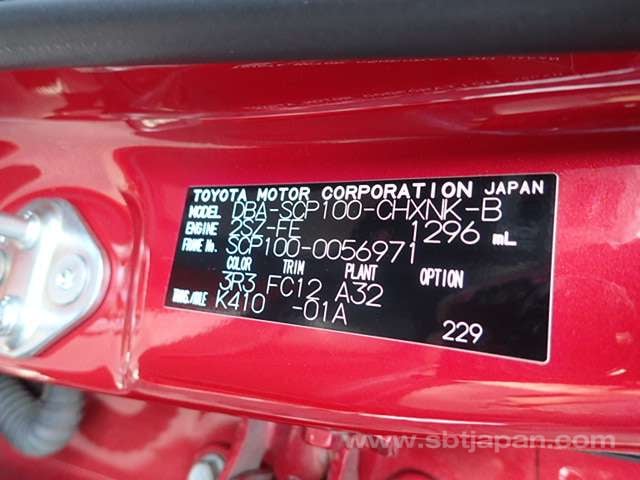 TOYOTA MOTOR CORPORATION JAPAN
MODEL DBA-SCP100-CHXNK-B
ENGINE 2SZ-FE 1296 mL
FRAME No. SCP100-0056971
COLOR TRIM PLANT OPTION
3R3 FC12 A32
TRANS./AXLE K410 -01A
229
www.sbtjapan.com